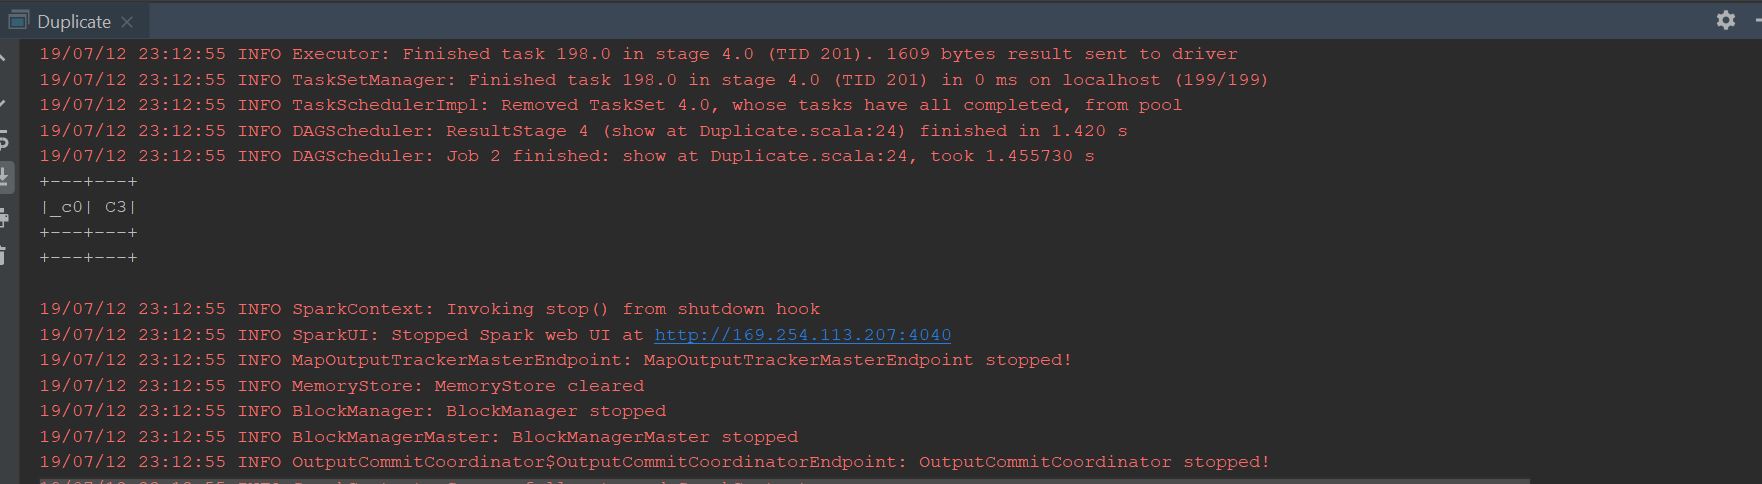 Duplicate
19/07/12 23:12:55 INFO Executor: Finished task 198.0 in stage 4.0 (TID 201). 1609 bytes result sent to driver
19/07/12 23:12:55 INFO TaskSetManager: Finished task 198.0 in stage 4.0 (TID 201) in 0 ms on localhost (199/199)
19/07/12 23:12:55 INFO TaskSchedulerImpl: Removed TaskSet 4.0, whose tasks have all completed, from pool
19/07/12 23:12:55 INFO DAGScheduler: ResultStage 4 (show at Duplicate.scala:24) finished in 1.420 s
19/07/12 23:12:55 INFO DAGScheduler: Job 2 finished: show at Duplicate.scala:24, took 1.455730 s
+---+---+
|_c0| C3|
+---+---+
+---+---+
19/07/12 23:12:55 INFO SparkContext: Invoking stop() from shutdown hook
19/07/12 23:12:55 INFO SparkUI: Stopped Spark web UI at http://169.254.113.207:4040
19/07/12 23:12:55 INFO MapOutputTrackerMasterEndpoint: MapOutputTrackerMasterEndpoint stopped!
19/07/12 23:12:55 INFO MemoryStore: MemoryStore cleared
19/07/12 23:12:55 INFO BlockManager: BlockManager stopped
19/07/12 23:12:55 INFO BlockManagerMaster: BlockManagerMaster stopped
19/07/12 23:12:55 INFO OutputCommitCoordinator$OutputCommitCoordinatorEndpoint: OutputCommitCoordinator stopped!